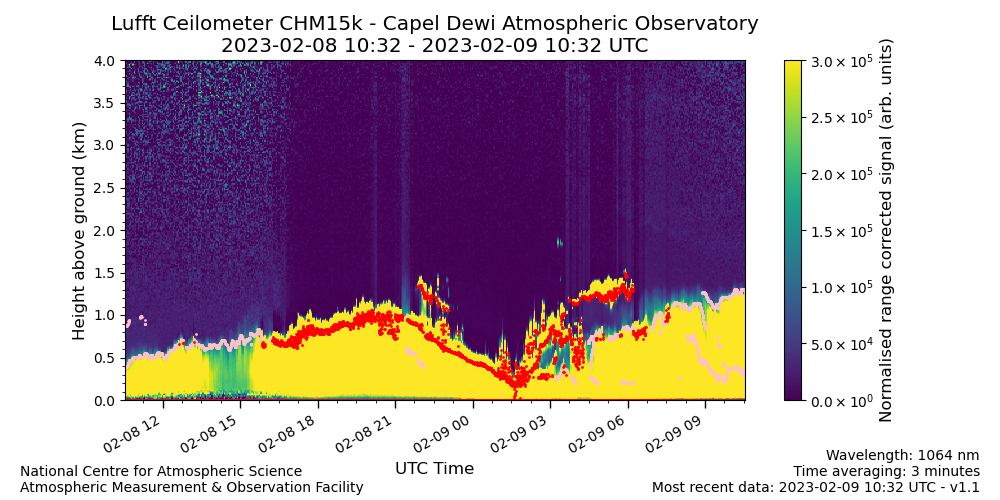 Lufft Ceilometer CHM15k - Capel Dewi Atmospheric Observatory
2023-02-08 10:32 - 2023-02-09 10:32 UTC
Height above ground (km)
4.0
3.5
3.0
2.5
2.0
1.5
1.0
0.5
0.0
02-08 12
02-08 15
02-08 18
02-08 21
02-09 00
02-09 03
02-09 06
02-09 09
UTC Time
3.0 × 10⁵
2.5 × 10⁵
2.0 × 10⁵
1.5 × 10⁵
1.0 × 10⁵
5.0 × 10⁴
0.0 × 10⁰
Normalised range corrected signal (arb. units)
National Centre for Atmospheric Science
Atmospheric Measurement & Observation Facility
Wavelength: 1064 nm
Time averaging: 3 minutes
Most recent data: 2023-02-09 10:32 UTC - v1.1